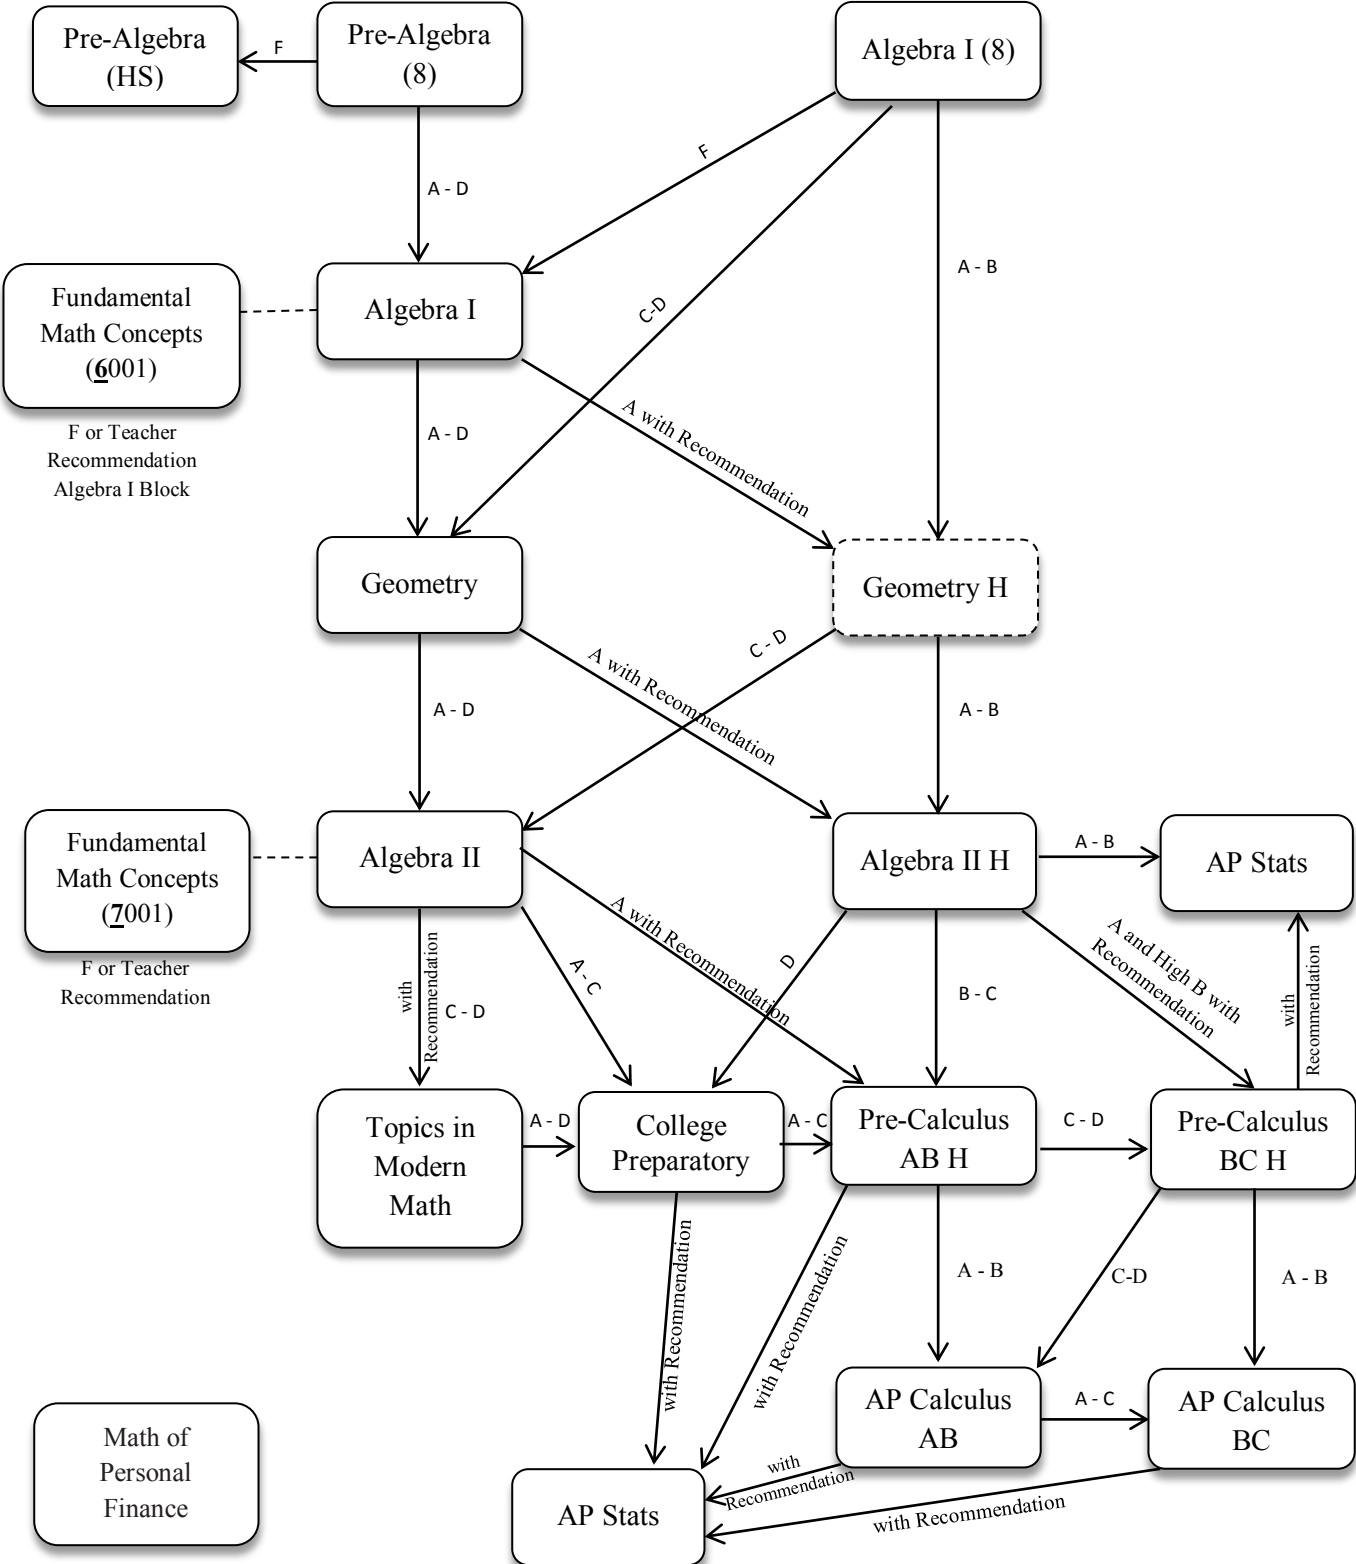 Pre-Algebra
(HS)
F
Pre-Algebra
(8)
Algebra I (8)
F
A - D
C-D
A - B
Fundamental
Math Concepts
(6001)
Algebra I
F or Teacher
Recommendation
Algebra I Block
A - D
A with Recommendation
Geometry
Geometry H
A - D
A with Recommendation
C - D
A - B
Fundamental
Math Concepts
(7001)
Algebra II
Algebra II H
A - B
AP Stats
F or Teacher
Recommendation
with
Recommendation
C - D
A - C
A with Recommendation
D
B - C
A and High B with
Recommendation
with
Recommendation
Topics in
Modern
Math
A - D
College
Preparatory
A - C
Pre-Calculus
AB H
C - D
Pre-Calculus
BC H
with Recommendation
with Recommendation
A - B
C-D
A - B
Math of
Personal
Finance
AP Calculus
AB
A - C
AP Calculus
BC
with
Recommendation
with Recommendation
AP Stats